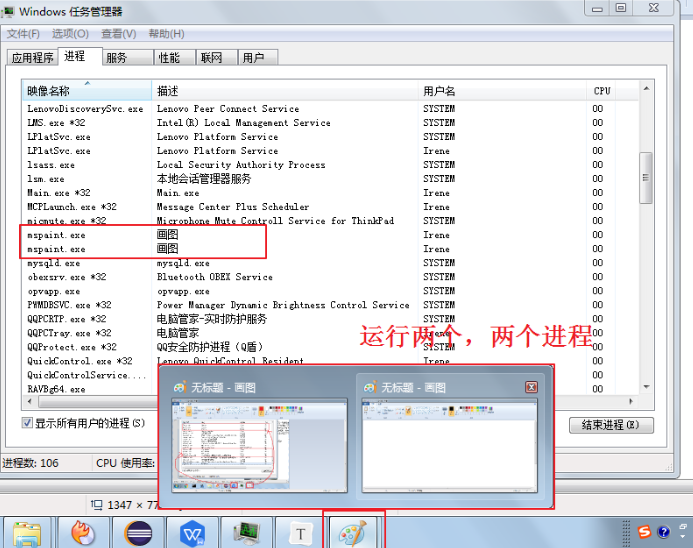 Windows 任务管理器
文件(F) 选项(O) 查看(V) 帮助(H)
应用程序 进程 服务 性能 联网 用户
映像名称 描述 用户名 CPU
LenovoDiscoverySvc.exe Lenovo Peer Connect Service SYSTEM 00
LMS.exe *32 Intel(R) Local Management Service SYSTEM 00
LPlatSvc.exe Lenovo Platform Service SYSTEM 00
LPlatSvc.exe Lenovo Platform Service Irene 00
lsass.exe Local Security Authority Process SYSTEM 00
lsm.exe 本地会话管理器服务 SYSTEM 00
Main.exe *32 Main.exe Irene 00
MCPLaunch.exe *32 Message Center Plus Scheduler Irene 00
micmute.exe *32 Microphone Mute Controll Service for ThinkPad SYSTEM 00
mspaint.exe 画图 Irene 00
mspaint.exe 画图 Irene 00
mysqld.exe mysqld.exe SYSTEM 00
obexsrv.exe *32 Bluetooth OBEX Service SYSTEM 00
opvapp.exe opvapp.exe SYSTEM 00
PWMDBSVC.exe *32 Power Manager Dynamic Brightness Control Service SYSTEM 00
QQPCRTP.exe *32 电脑管家-实时防护服务 SYSTEM 00
QQPCTray.exe *32 电脑管家 Irene 00
QQProtect.exe *32 QQ安全防护进程（Q盾） SYSTEM 00
运行两个，两个进程
QuickControl.exe *32 Lenovo QuickControl Resident Irene 00
QuickControlService.... 00
RAVBg64.exe 00
无标题 - 画图 无标题 - 画图
显示所有用户的进程(S) 结束进程(E)
进程数: 106 CPU 使用率:
1347 × 77
W T S